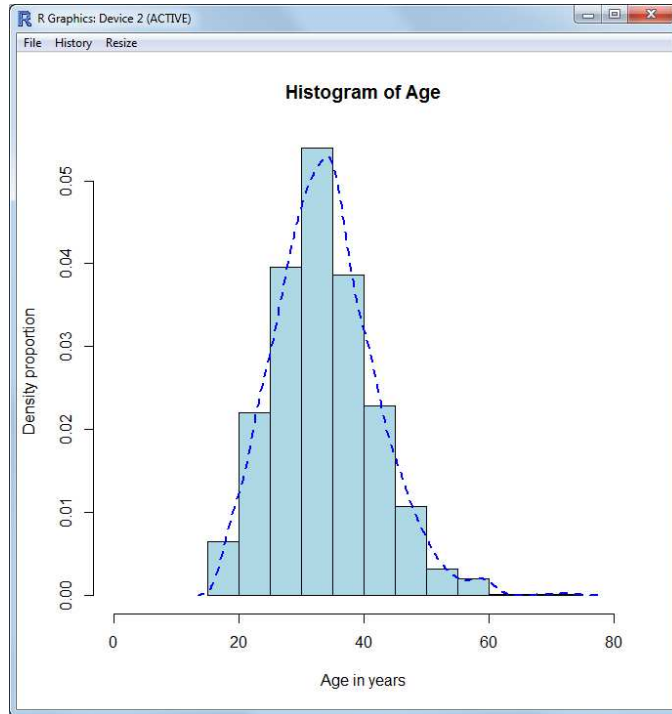 R Graphics: Device 2 (ACTIVE)
File History Resize
Histogram of Age
Density proportion
0.05
0.04
0.03
0.02
0.01
0.00
0 20 40 60 80
Age in years